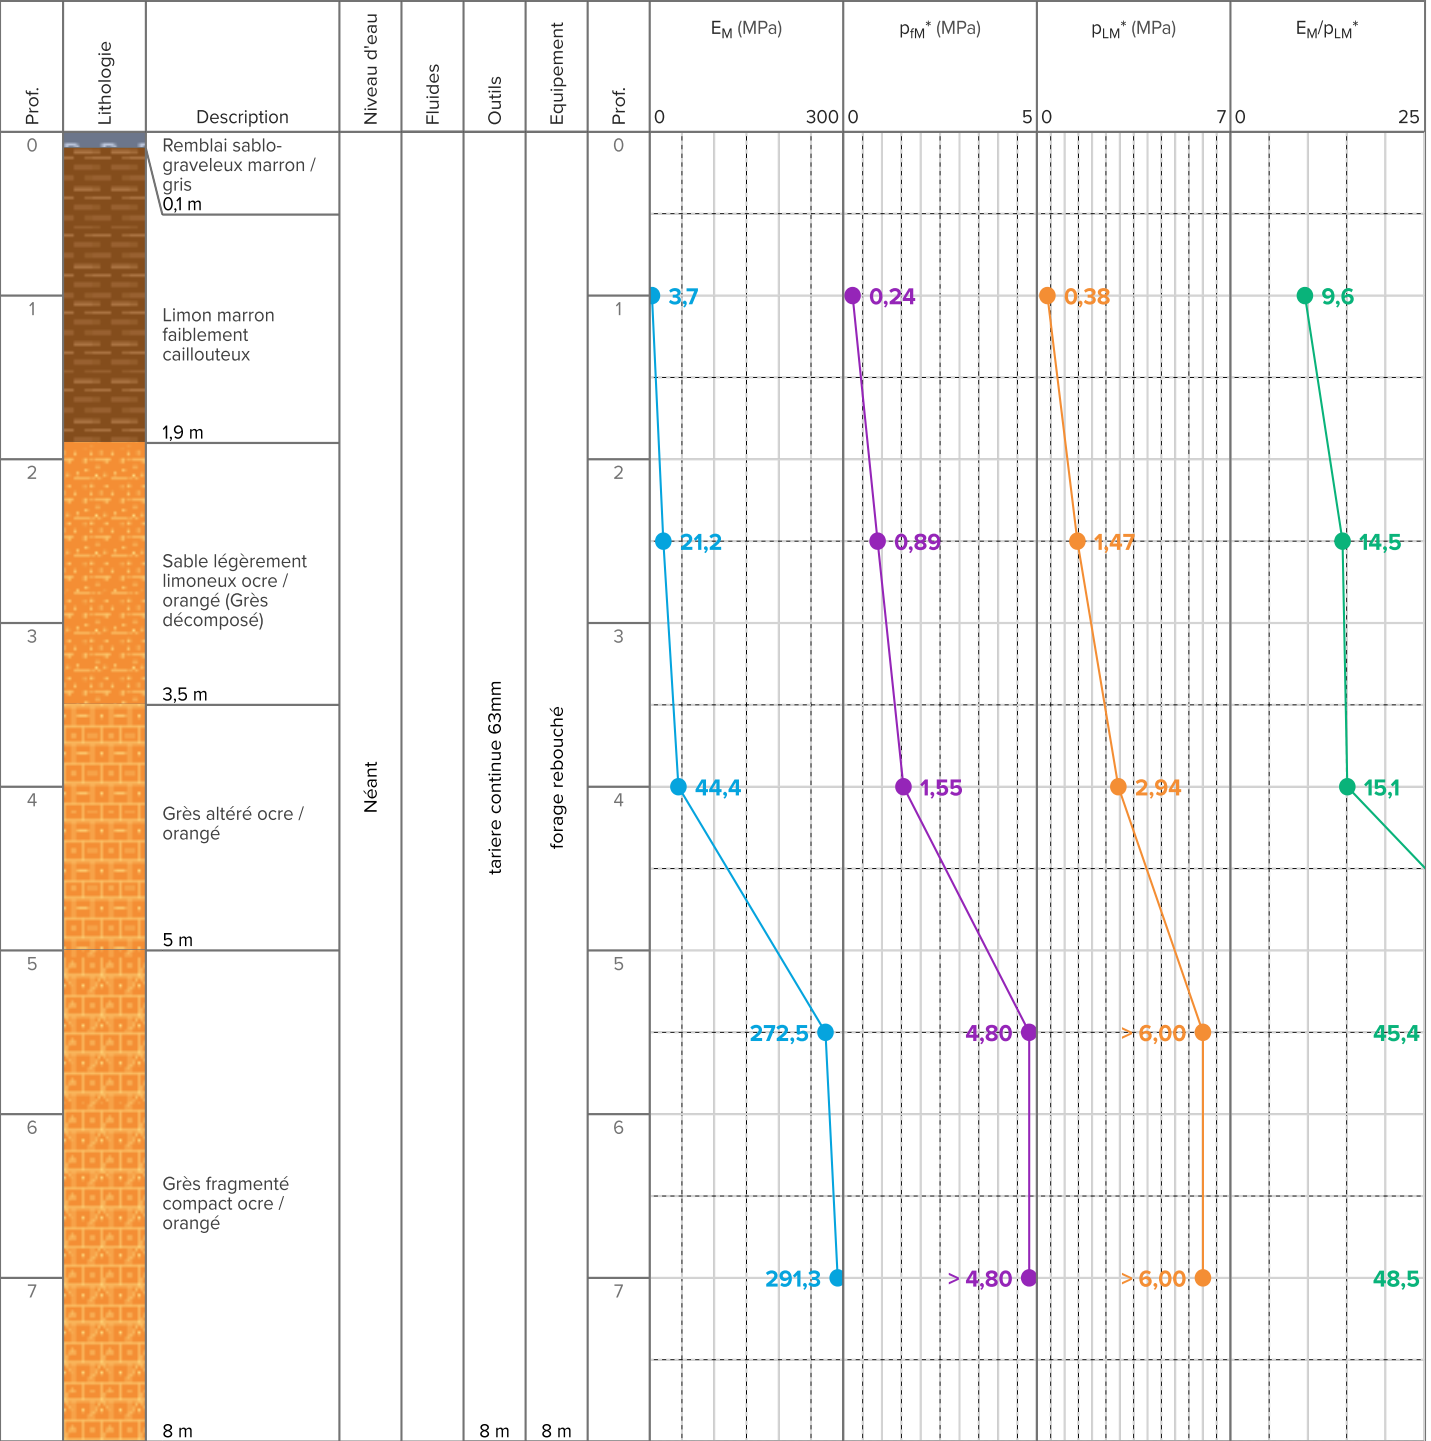 Prof.
Lithologie
Description
Niveau d'eau
Fluides
Outils
Equipement
Prof.
E_M (MPa)
0 300
p_fM* (MPa)
0 5
p_LM* (MPa)
0 7
E_M/p_LM*
0 25
0
1
2
3
4
5
6
7
Remblai sablo-
graveleux marron /
gris
0,1 m
Limon marron
faiblement
caillouteux
1,9 m
Sable légèrement
limoneux ocre /
orangé (Grès
décomposé)
3,5 m
Grès altéré ocre /
orangé
5 m
Grès fragmenté
compact ocre /
orangé
8 m
Néant
tariere continue 63mm
8 m
forage rebouché
8 m
0
1
2
3
4
5
6
7
3,7
21,2
44,4
272,5
291,3
0,24
0,89
1,55
4,80
> 4,80
0,38
1,47
2,94
> 6,00
> 6,00
9,6
14,5
15,1
45,4
48,5